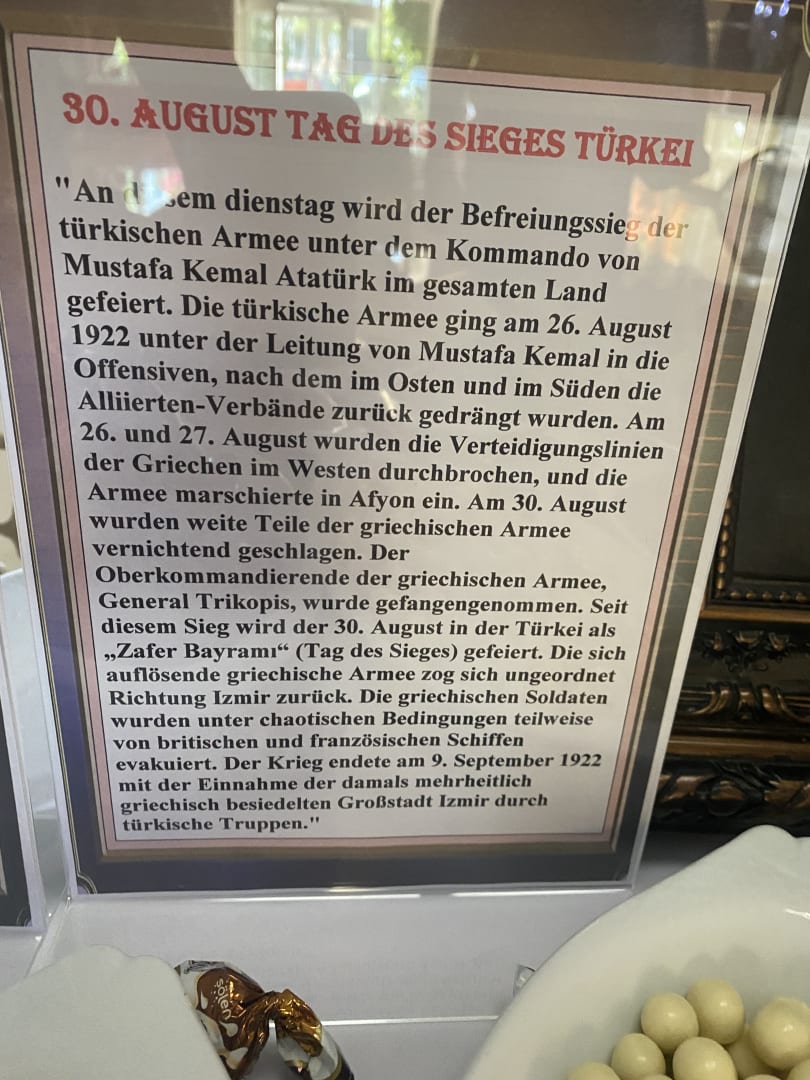 30. AUGUST TAG DES SIEGES TÜRKEI
"An diesem dienstag wird der Befreiungssieg der
türkischen Armee unter dem Kommando von
Mustafa Kemal Atatürk im gesamten Land
gefeiert. Die türkische Armee ging am 26. August
1922 unter der Leitung von Mustafa Kemal in die
Offensiven, nach dem im Osten und im Süden die
Alliierten-Verbände zurück gedrängt wurden. Am
26. und 27. August wurden die Verteidigungslinien
der Griechen im Westen durchbrochen, und die
Armee marschierte in Afyon ein. Am 30. August
wurden weite Teile der griechischen Armee
vernichtend geschlagen. Der
Oberkommandierende der griechischen Armee,
General Trikopis, wurde gefangengenommen. Seit
diesem Sieg wird der 30. August in der Türkei als
„Zafer Bayramı“ (Tag des Sieges) gefeiert. Die sich
auflösende griechische Armee zog sich ungeordnet
Richtung Izmir zurück. Die griechischen Soldaten
wurden unter chaotischen Bedingungen teilweise
von britischen und französischen Schiffen
evakuiert. Der Krieg endete am 9. September 1922
mit der Einnahme der damals mehrheitlich
griechisch besiedelten Großstadt Izmir durch
türkische Truppen."
şölen